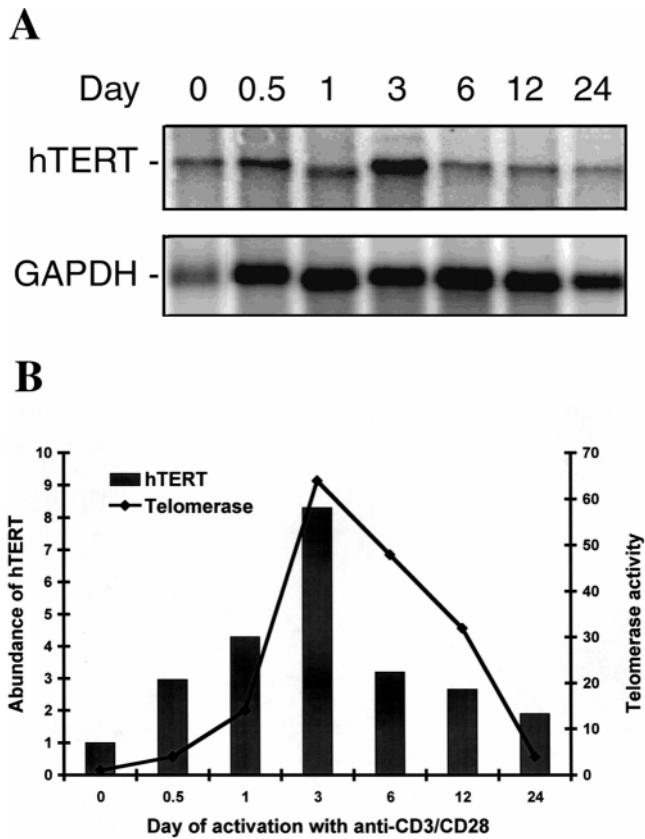 A
Day 0 0.5 1 3 6 12 24
hTERT -
GAPDH -
B
10 70
9
hTERT
Telomerase
60
8
50
7
6
40
5
30
4
3
20
2
10
1
0 0
Abundance of hTERT
Telomerase activity
0 0.5 1 3 6 12 24
Day of activation with anti-CD3/CD28